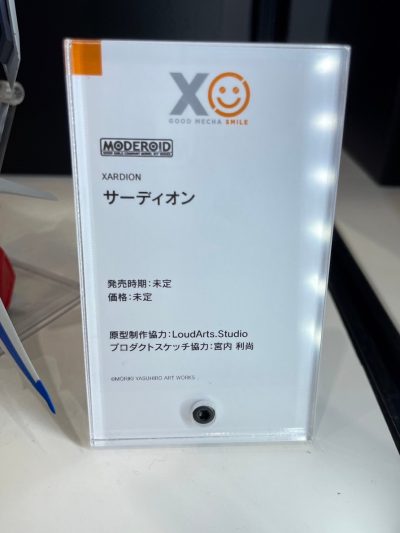 XO
GOOD MECHA SMILE
MODEROID
XARDION
サーディオン
発売時期:未定
価格:未定
原型制作協力:LoudArts.Studio
プロダクトスケッチ協力:宮内 利尚
©MORIKI YASUHIRO ART WORKS